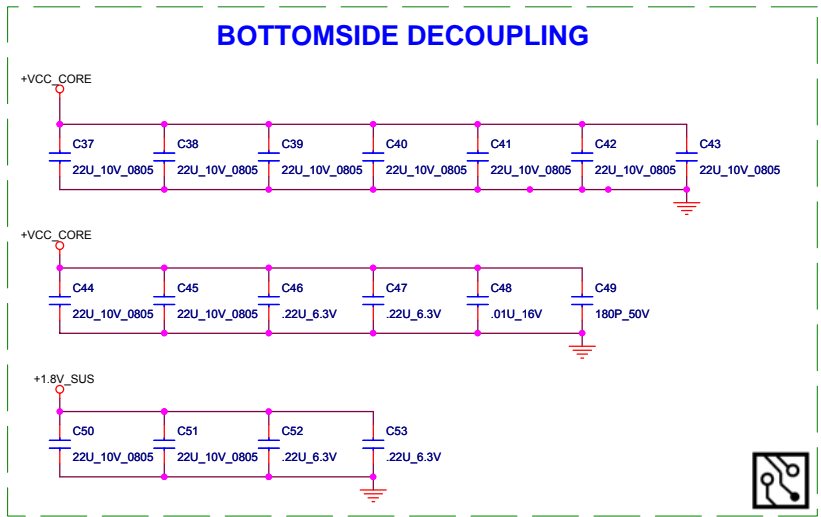 BOTTOMSIDE DECOUPLING
+VCC_CORE
C37 C38 C39 C40 C41 C42 C43
22U_10V_0805 22U_10V_0805 22U_10V_0805 22U_10V_0805 22U_10V_0805 22U_10V_0805 22U_10V_0805
+VCC_CORE
C44 C45 C46 C47 C48 C49
22U_10V_0805 22U_10V_0805 .22U_6.3V .22U_6.3V .01U_16V 180P_50V
+1.8V_SUS
C50 C51 C52 C53
22U_10V_0805 22U_10V_0805 .22U_6.3V .22U_6.3V